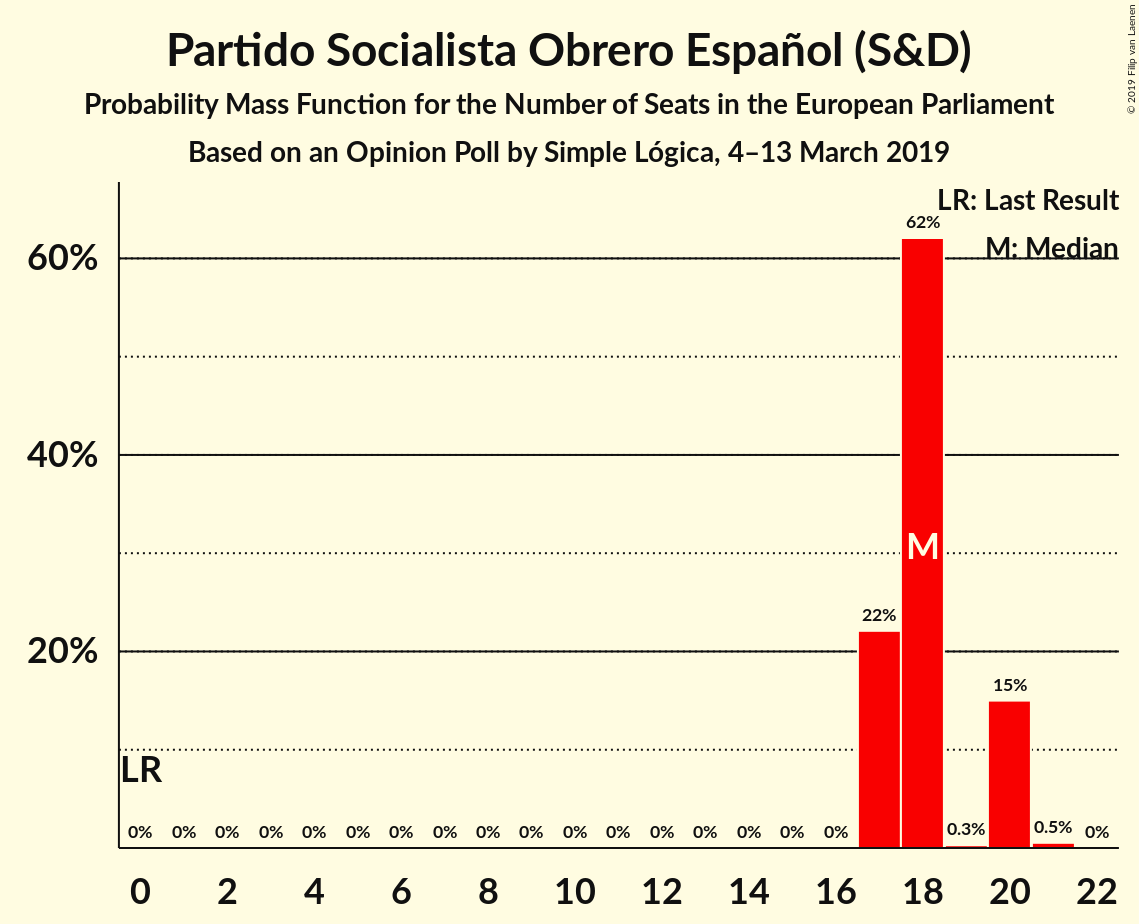 Partido Socialista Obrero Español (S&D)
Probability Mass Function for the Number of Seats in the European Parliament
Based on an Opinion Poll by Simple Lógica, 4–13 March 2019
© 2019 Filip van Laenen
LR: Last Result
M: Median
60%
40%
20%
62%
M
22%
15%
LR
0% 0% 0% 0% 0% 0% 0% 0% 0% 0% 0% 0% 0% 0% 0% 0% 0% 0.3% 0.5% 0%
0 2 4 6 8 10 12 14 16 18 20 22